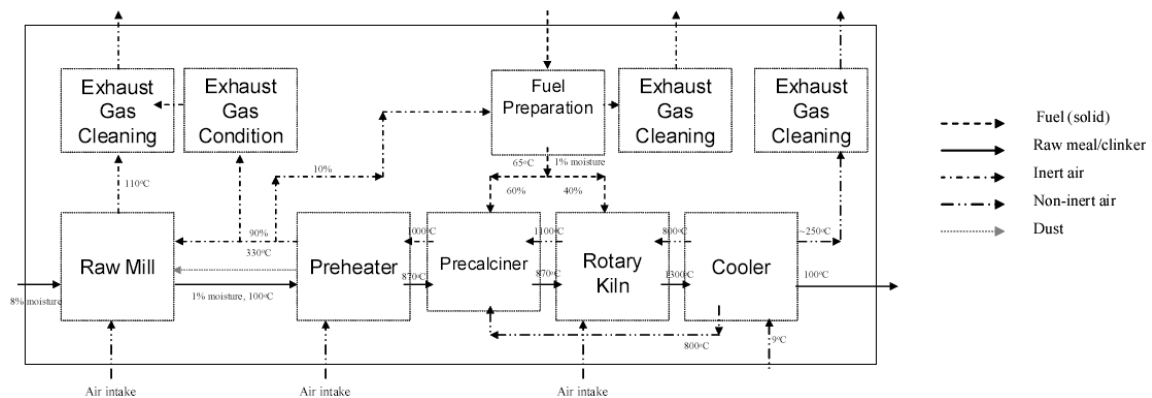 Exhaust
Gas
Cleaning
Exhaust
Gas
Condition
Fuel
Preparation
Exhaust
Gas
Cleaning
Exhaust
Gas
Cleaning
Fuel (solid)
Raw meal/clinker
Inert air
Non-inert air
Dust
10%
65°C
1% moisture
60%
40%
110°C
90%
330°C
1000°C
1100°C
800°C
~250°C
Raw Mill
Preheater
Precalciner
Rotary
Kiln
Cooler
870°C
870°C
1300°C
100°C
8% moisture
1% moisture, 100°C
800°C
9°C
Air intake
Air intake
Air intake